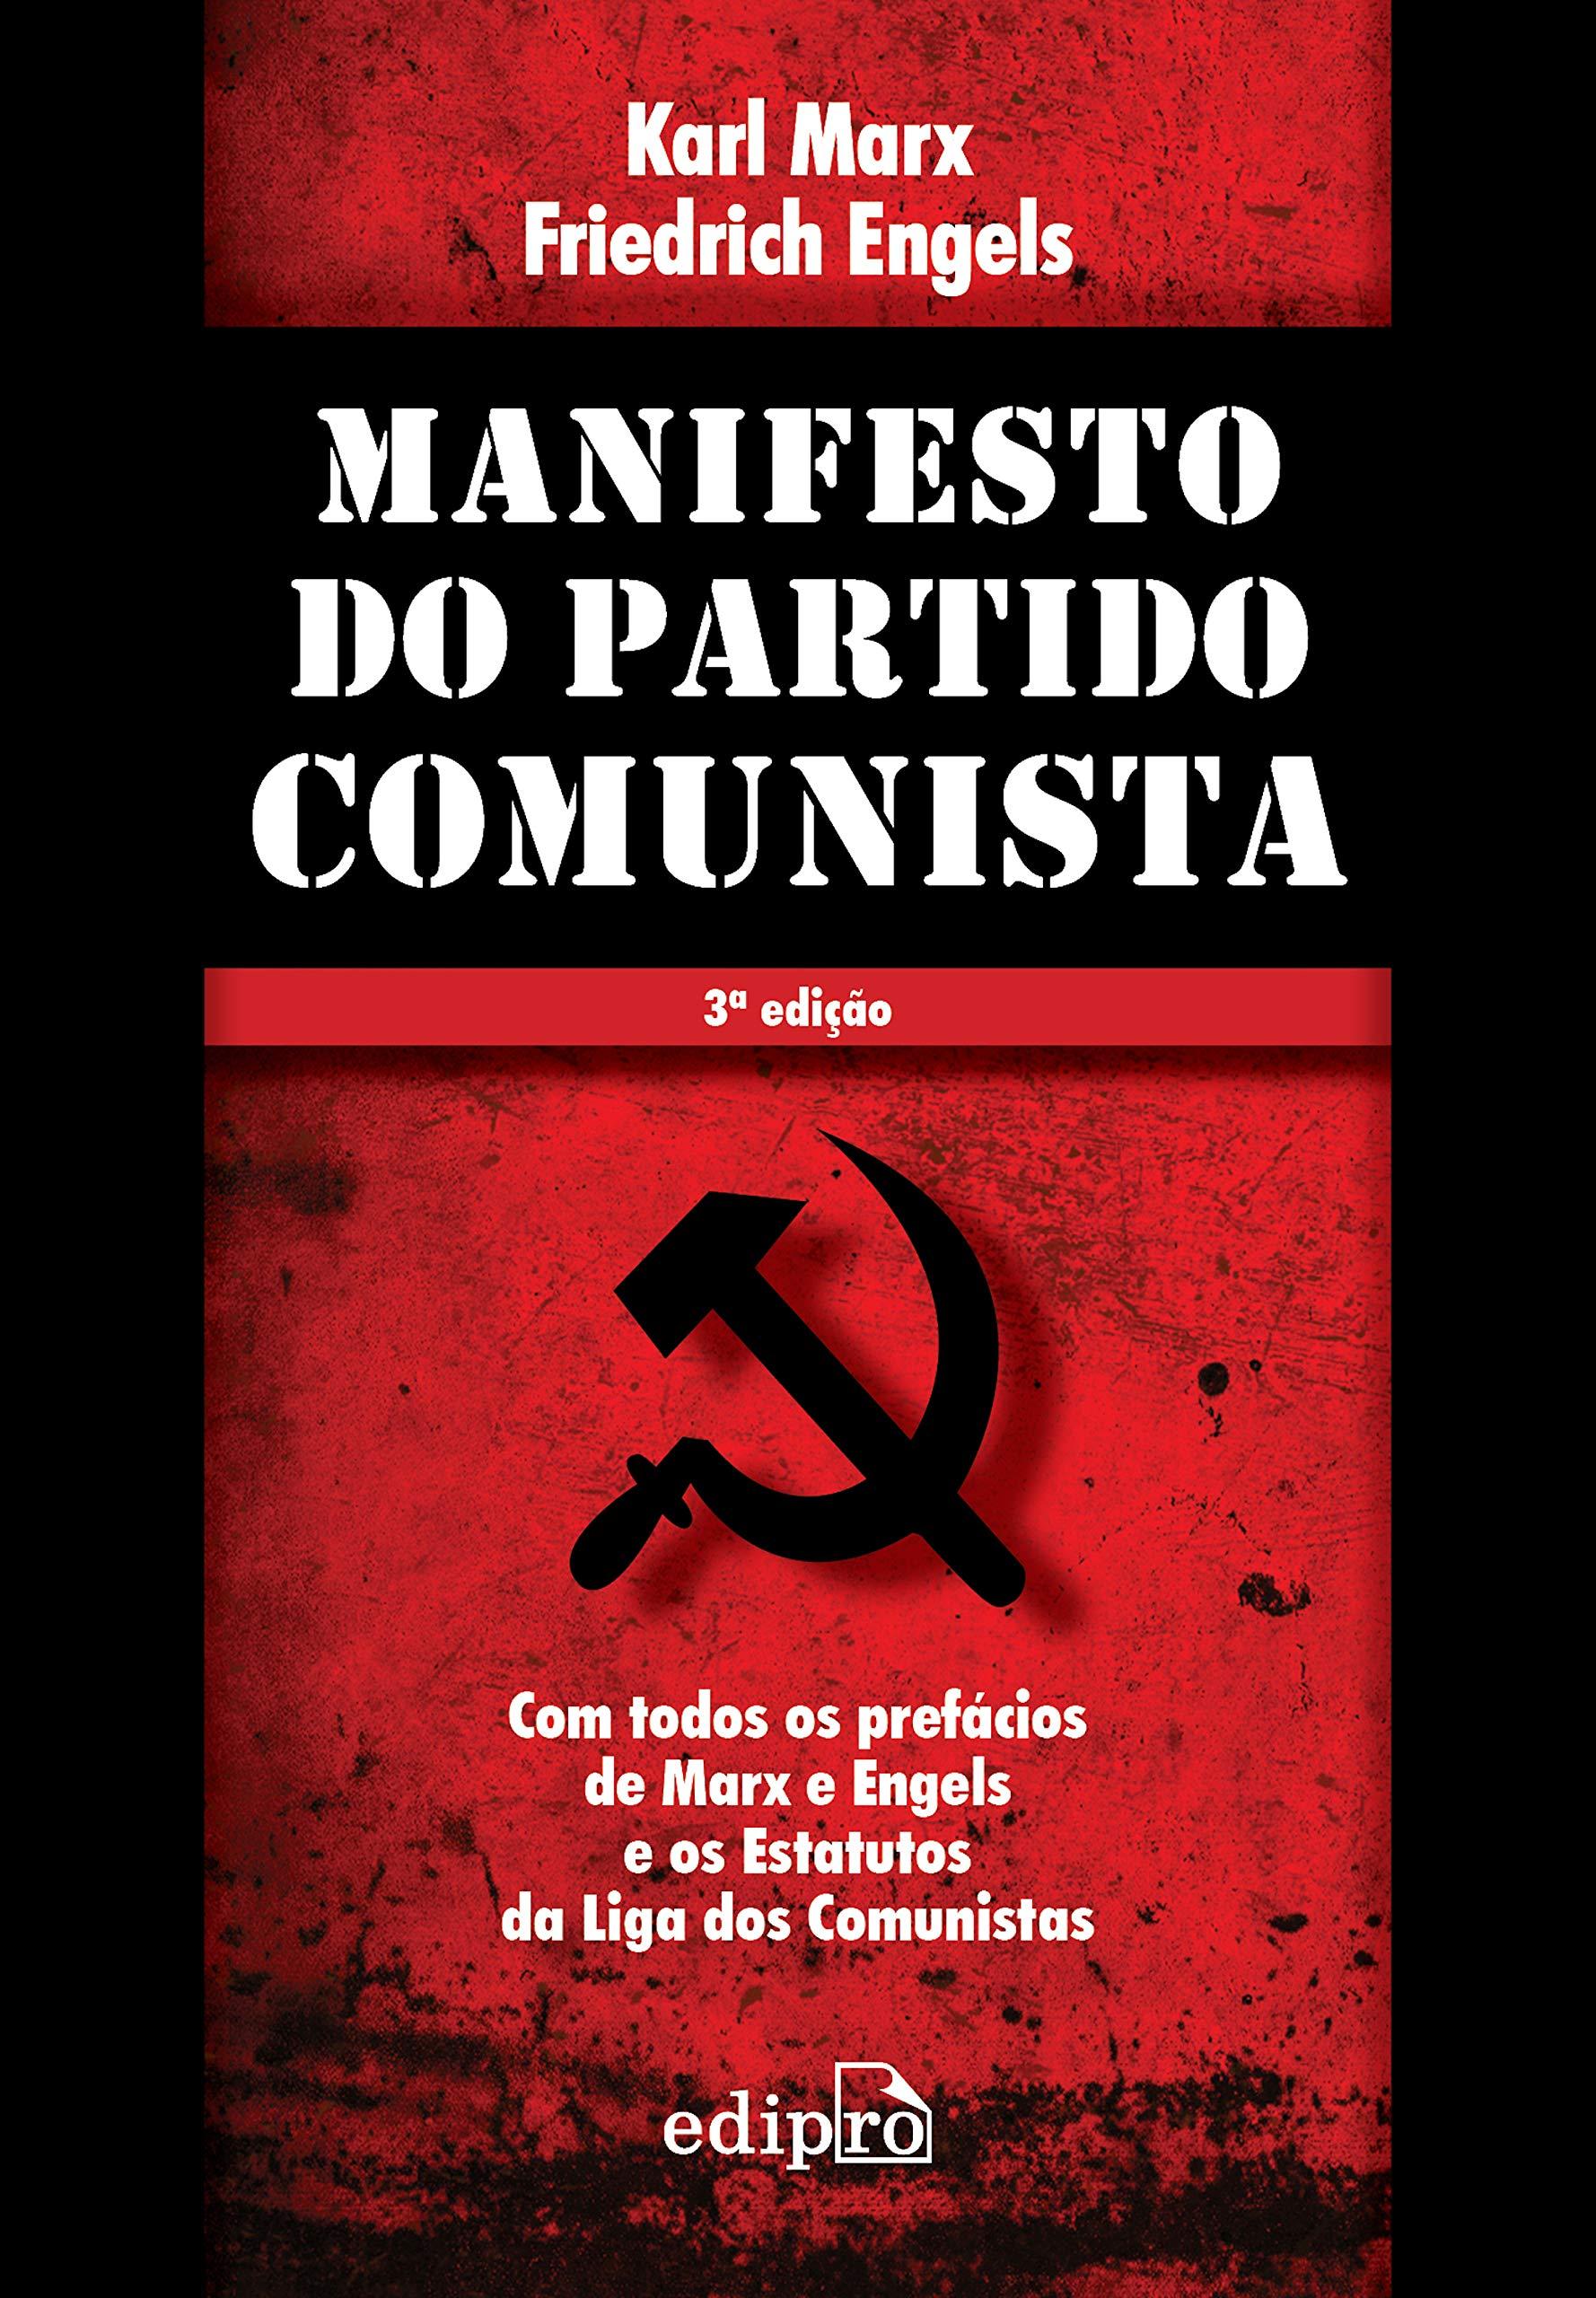 Karl Marx
Friedrich Engels
MANIFESTO
DO PARTIDO
COMUNISTA
3ª edição
Com todos os prefácios
de Marx e Engels
e os Estatutos
da Liga dos Comunistas
edipro